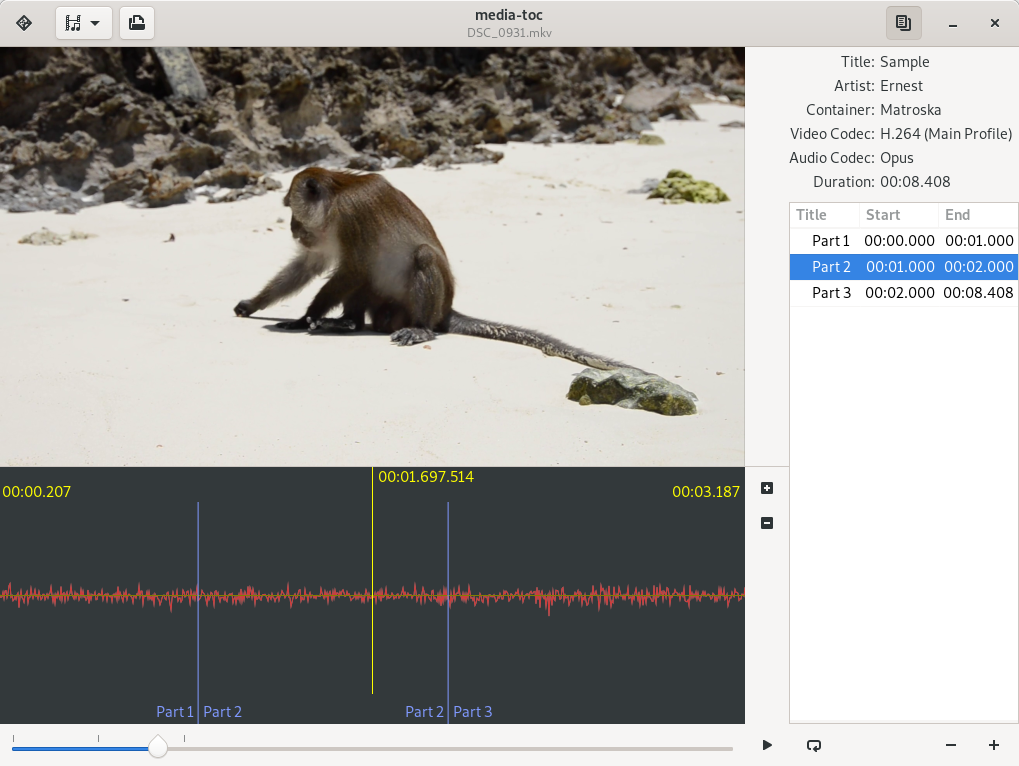 media-toc
DSC_0931.mkv
Title: Sample
Artist: Ernest
Container: Matroska
Video Codec: H.264 (Main Profile)
Audio Codec: Opus
Duration: 00:08.408
Title Start End
Part 1 00:00.000 00:01.000
Part 2 00:01.000 00:02.000
Part 3 00:02.000 00:08.408
00:01.697.514
00:00.207 00:03.187
Part 1 Part 2 Part 2 Part 3